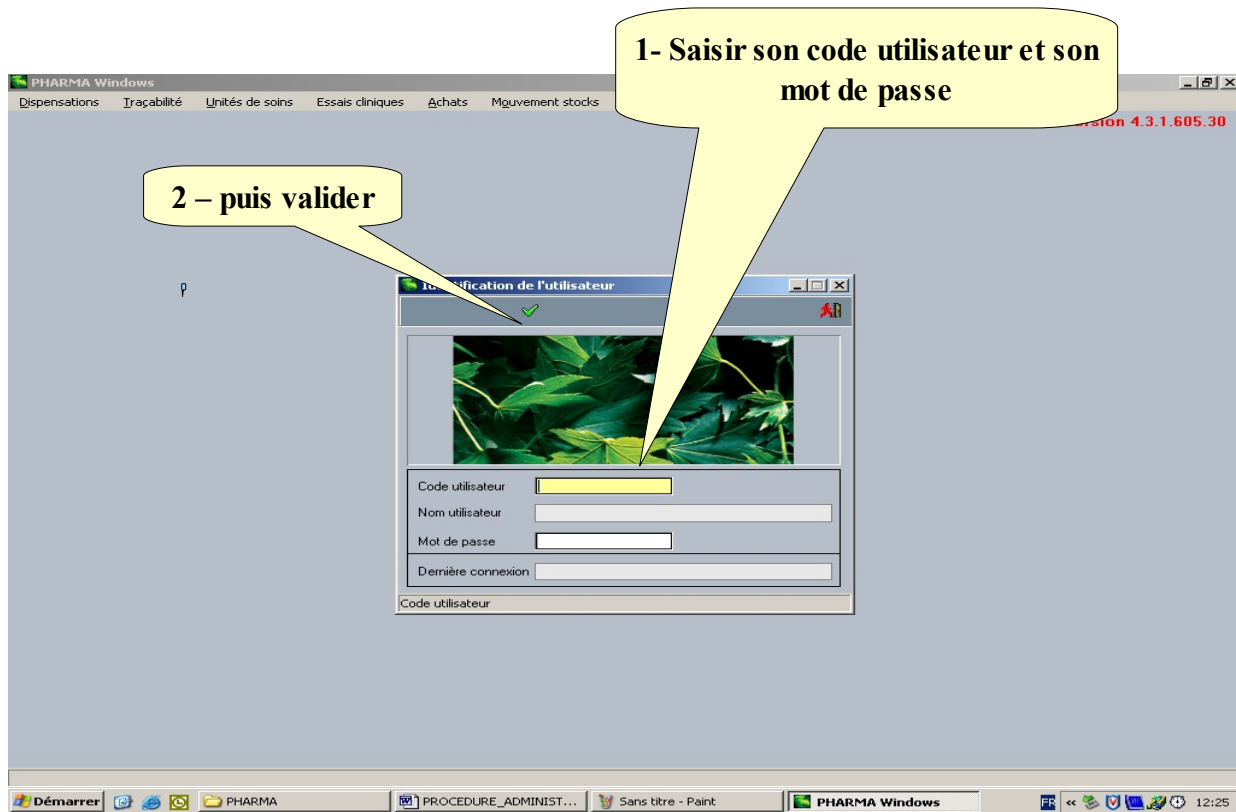 1- Saisir son code utilisateur et son
mot de passe
PHARMA Windows
Dispensations Traçabilité Unités de soins Essais cliniques Achats Mouvement stocks
4.3.1.605.30
2 – puis valider
de l'utilisateur
Code utilisateur
Nom utilisateur
Mot de passe
Dernière connexion
Code utilisateur
Démarrer PHARMA PROCEDURE_ADMINIST... Sans titre - Paint PHARMA Windows FR « 12:25